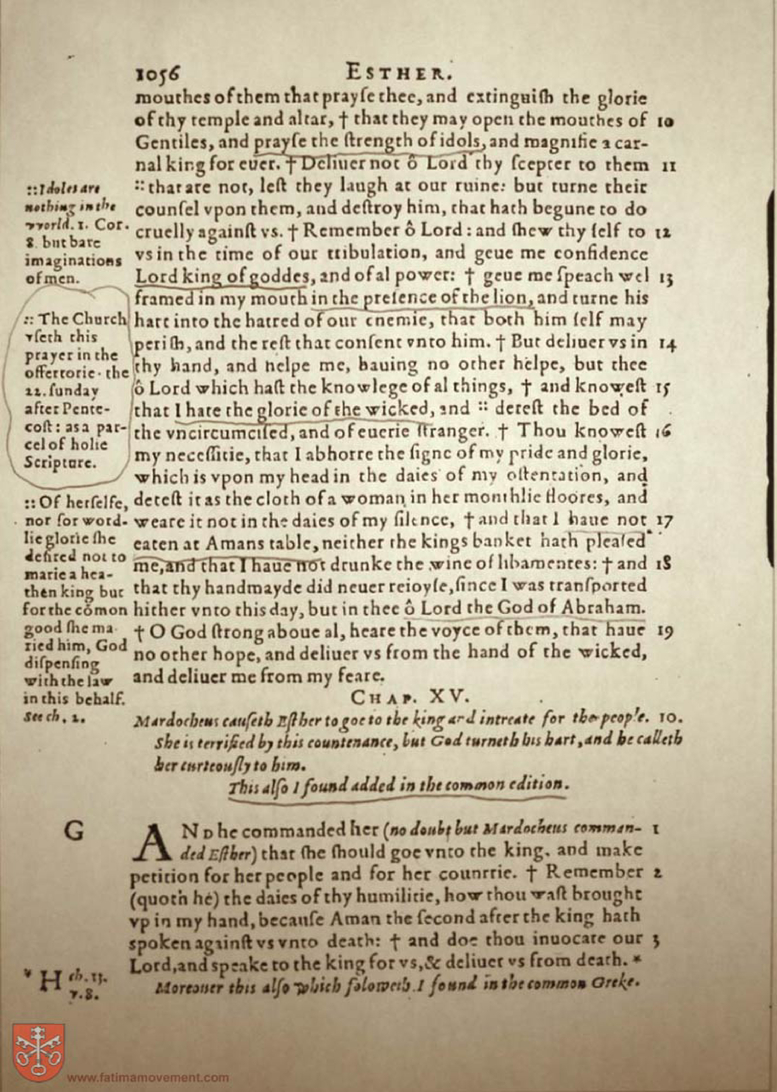 1056 ESTHER.
mouthes of them that prayſe thee, and extinguiſh the glorie
of thy temple and altar, † that they may open the mouthes of 10
Gentiles, and prayſe the ſtrength of idols, and magnifie a car-
nal king for euer. † Deliuer not ô Lord thy ſcepter to them 11
:: that are not, leſt they laugh at our ruine: but turne their
counſel vpon them, and deſtroy him, that hath begune to do
cruelly againſt vs. † Remember ô Lord: and ſhew thy ſelf to 12
vs in the time of our tribulation, and geue me confidence
Lord king of goddes, and of al power: † geue me ſpeach wel 13
framed in my mouth in the preſence of the lion, and turne his
hart into the hatred of our enemie, that both him ſelf may
periſh, and the reſt that conſent vnto him. † But deliuer vs in 14
thy hand, and helpe me, hauing no other helpe, but thee
ô Lord which haſt the knowlege of al things, † and knoweſt 15
that I hate the glorie of the wicked, and :: deteſt the bed of
the vncircumciſed, and of euerie ſtranger. † Thou knoweſt 16
my neceſſitie, that I abhorre the ſigne of my pride and glorie,
which is vpon my head in the daies of my oſtentation, and
deteſt it as the cloth of a woman in her monthlie floores, and
weare it not in the daies of my ſilence, † and that I haue not 17
eaten at Amans table, neither the kings banket hath pleaſed
me, and that I haue not drunke the wine of libamentes: † and 18
that thy handmayde did neuer reioyſe, ſince I was tranſported
hither vnto this day, but in thee ô Lord the God of Abraham.
† O God ſtrong aboue al, heare the voyce of them, that haue 19
no other hope, and deliuer vs from the hand of the wicked,
and deliuer me from my feare.
:: Idoles are
nothing in the
vvorld. 1. Cor.
8. but bare
imaginations
of men.
:: The Church
vſeth this
prayer in the
offertorie · the
22. ſunday
after Pente-
coſt: as a par-
cel of holie
Scripture.
:: Of herſelfe,
nor for word-
lie glorie ſhe
deſired not to
marie a hea-
then king but
for the cōmon
good ſhe ma-
ried him, God
diſpenſing
with the law
in this behalf.
See ch. 2.
CHAP. XV.
Mardocheus cauſeth Eſther to goe to the king and intreate for the people. 10.
She is terrified by this countenance, but God turneth his hart, and he calleth
her curteouſly to him.
This alſo I found added in the common edition.
G
AND he commanded her (no doubt but Mardocheus comman- 1
ded Eſther) that ſhe ſhould goe vnto the king, and make
petition for her people and for her countrie. † Remember 2
(quoth he) the daies of thy humilitie, how thou waſt brought
vp in my hand, becauſe Aman the ſecond after the king hath
ſpoken againſt vs vnto death: † and doe thou inuocate our 3
Lord, and ſpeake to the king for vs, & deliuer vs from death. *
* H ch. 15.
v. 8.
Moreouer this alſo which foloweth, I found in the common Greke.
www.fatimamovement.com